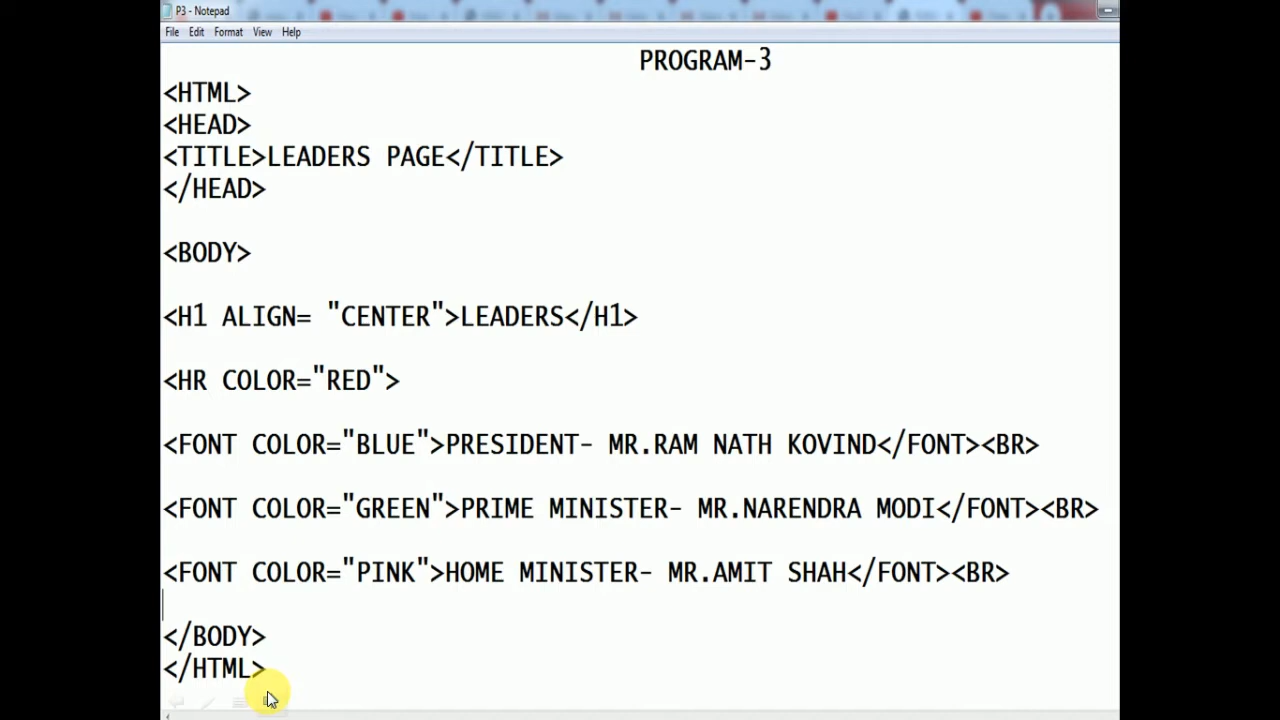 P3 - Notepad
File Edit Format View Help
PROGRAM-3
<HTML>
<HEAD>
<TITLE>LEADERS PAGE</TITLE>
</HEAD>
<BODY>
<H1 ALIGN= "CENTER">LEADERS</H1>
<HR COLOR="RED">
<FONT COLOR="BLUE">PRESIDENT- MR.RAM NATH KOVIND</FONT><BR>
<FONT COLOR="GREEN">PRIME MINISTER- MR.NARENDRA MODI</FONT><BR>
<FONT COLOR="PINK">HOME MINISTER- MR.AMIT SHAH</FONT><BR>
</BODY>
</HTML>